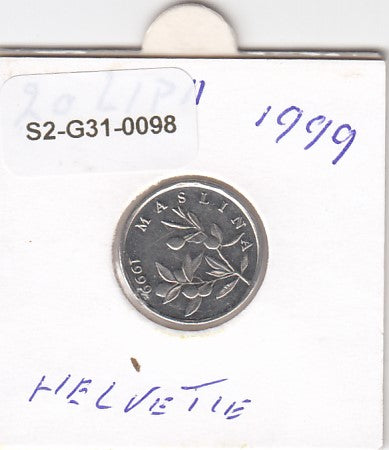 20 LIPA
S2-G31-0098
1999
MASLINA
1999.
HELVETIE